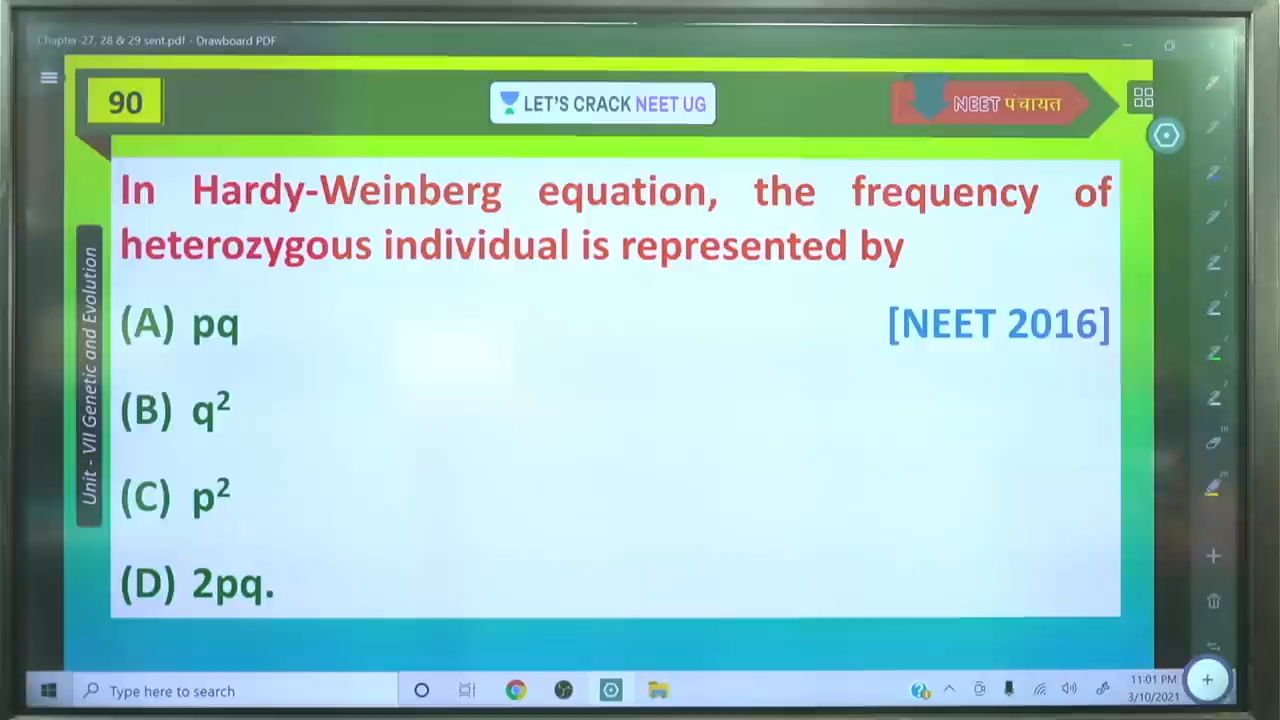 Chapter-27, 28 & 29 sent.pdf - Drawboard PDF
90
LET'S CRACK NEET UG
NEET पंचायत
In Hardy-Weinberg equation, the frequency of
heterozygous individual is represented by
(A) pq
[NEET 2016]
(B) q²
(C) p²
(D) 2pq.
Unit - VII Genetic and Evolution
Type here to search
11:01 PM
3/10/2021